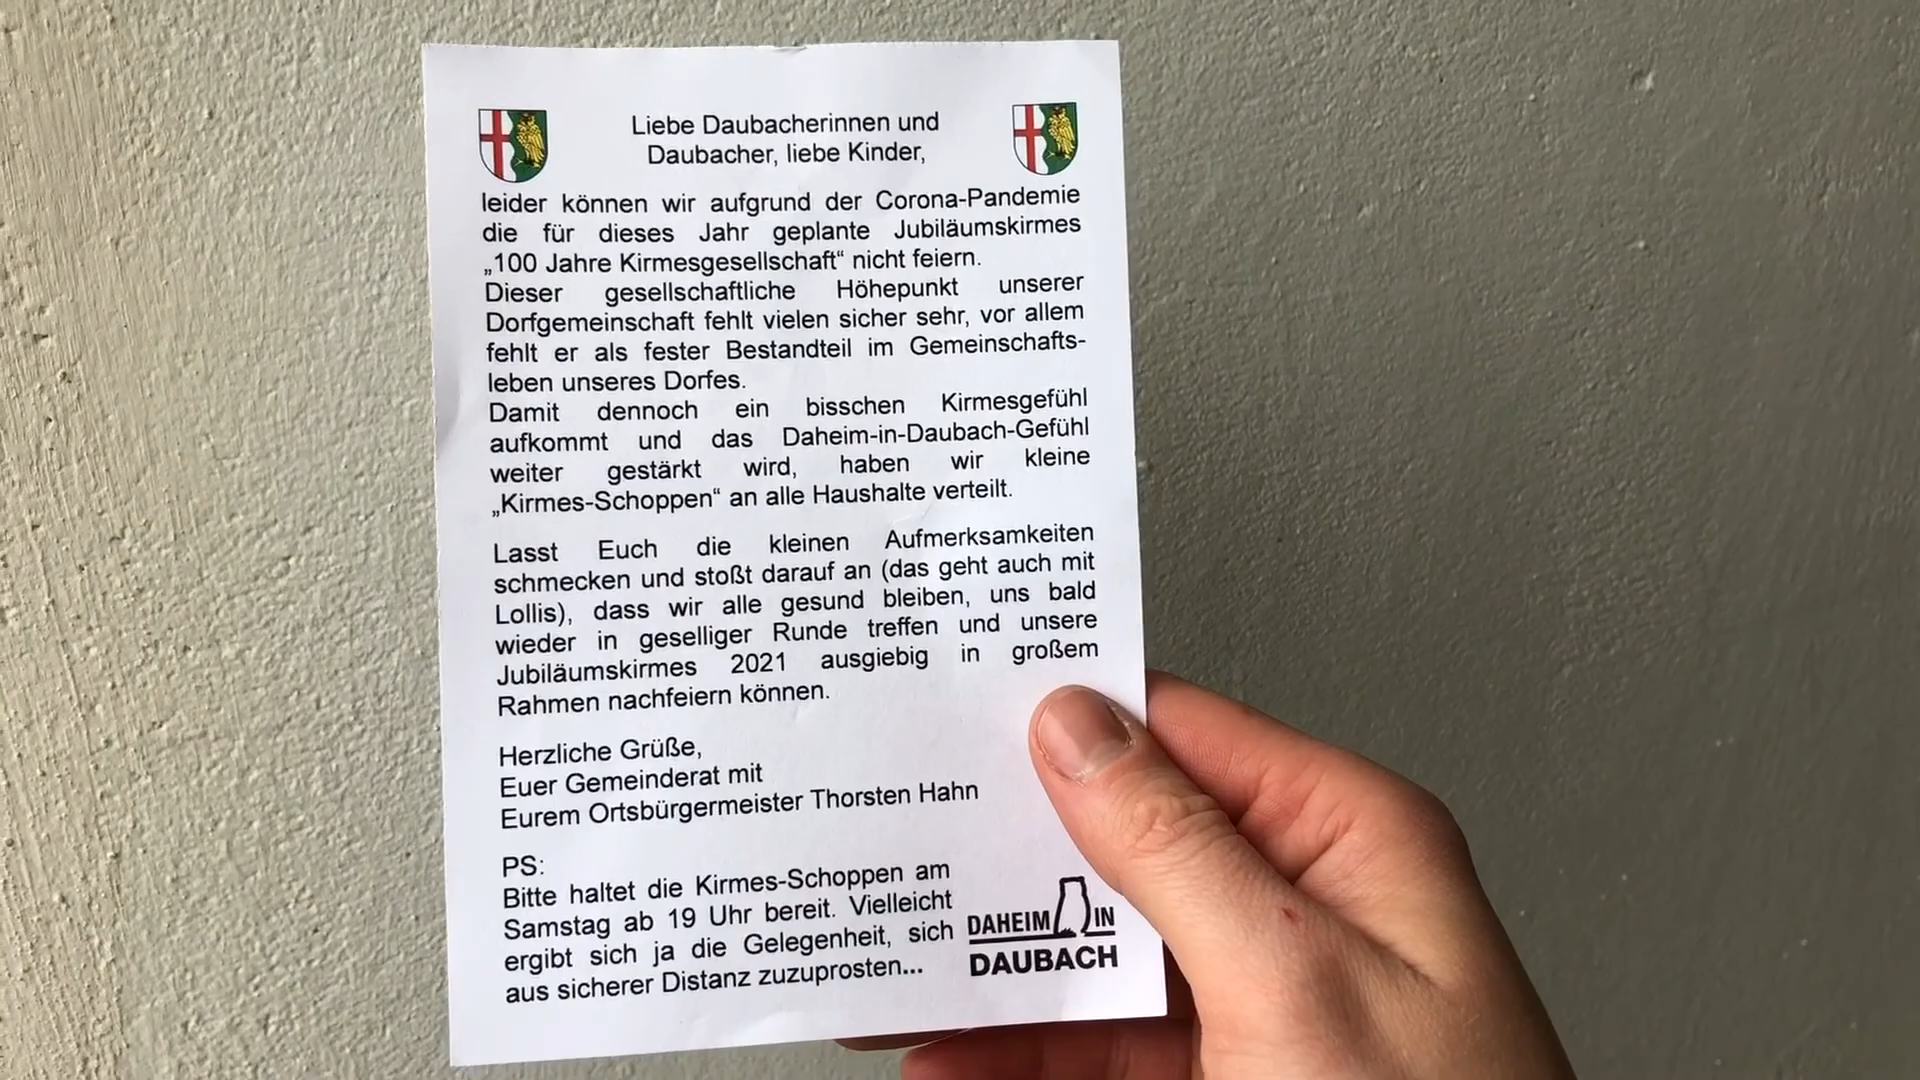 Liebe Daubacherinnen und
Daubacher, liebe Kinder,
leider können wir aufgrund der Corona-Pandemie
die für dieses Jahr geplante Jubiläumskirmes
„100 Jahre Kirmesgesellschaft“ nicht feiern.
Dieser gesellschaftliche Höhepunkt unserer
Dorfgemeinschaft fehlt vielen sicher sehr, vor allem
fehlt er als fester Bestandteil im Gemeinschafts-
leben unseres Dorfes.
Damit dennoch ein bisschen Kirmesgefühl
aufkommt und das Daheim-in-Daubach-Gefühl
weiter gestärkt wird, haben wir kleine
„Kirmes-Schoppen“ an alle Haushalte verteilt.
Lasst Euch die kleinen Aufmerksamkeiten
schmecken und stoßt darauf an (das geht auch mit
Lollis), dass wir alle gesund bleiben, uns bald
wieder in geselliger Runde treffen und unsere
Jubiläumskirmes 2021 ausgiebig in großem
Rahmen nachfeiern können.
Herzliche Grüße,
Euer Gemeinderat mit
Eurem Ortsbürgermeister Thorsten Hahn
PS:
Bitte haltet die Kirmes-Schoppen am
Samstag ab 19 Uhr bereit. Vielleicht
ergibt sich ja die Gelegenheit, sich
aus sicherer Distanz zuzuprosten...
DAHEIM IN
DAUBACH